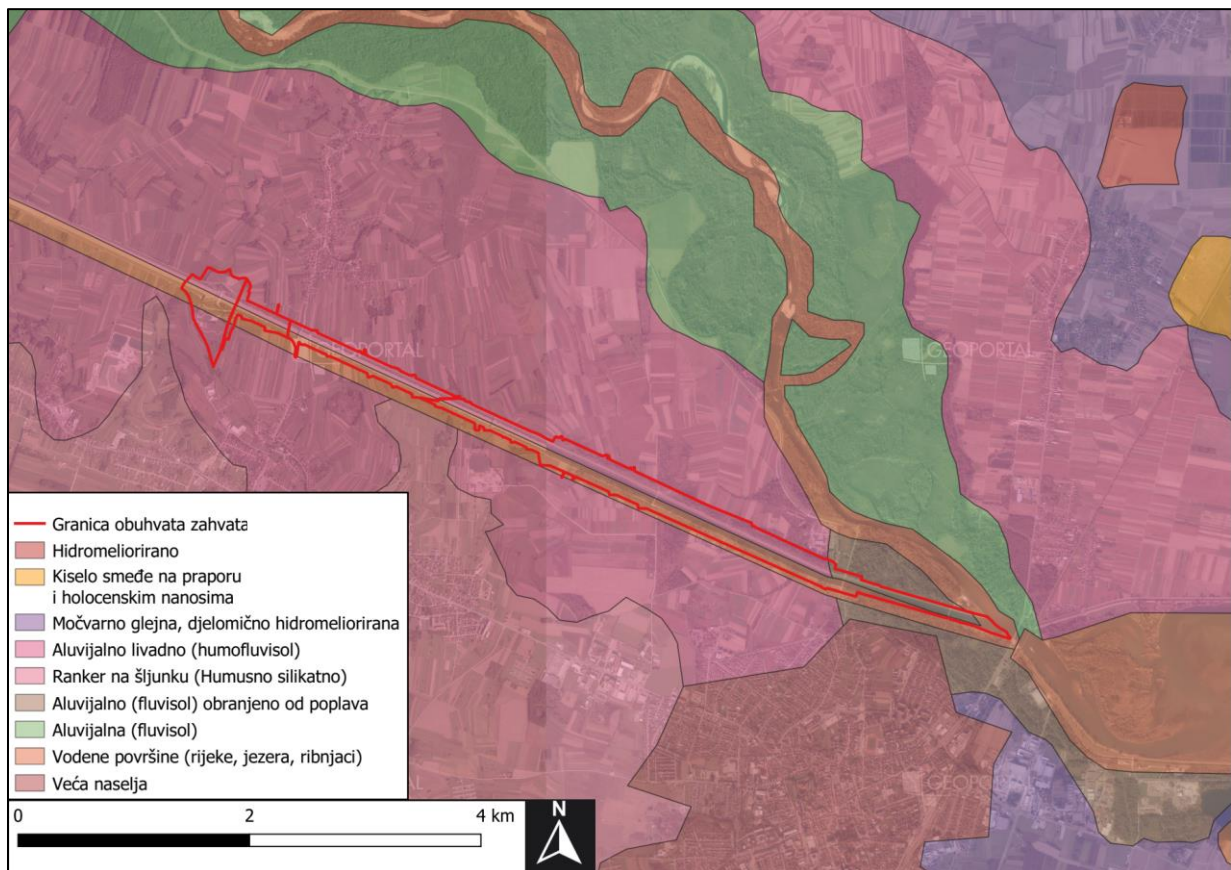 GEOPORTAL
GEOPORTAL
Granica obuhvata zahvata
Hidromeliorirano
Kiselo smeđe na praporu
i holocenskim nanosima
Močvarno glejna, djelomično hidromeliorirana
Aluvijalno livadno (humofluvisol)
Ranker na šljunku (Humusno silikatno)
Aluvijalno (fluvisol) obranjeno od poplava
Aluvijalna (fluvisol)
Vodene površine (rijeke, jezera, ribnjaci)
Veća naselja
GEOPORTAL
GEOPORTAL
0 2 4 km
N